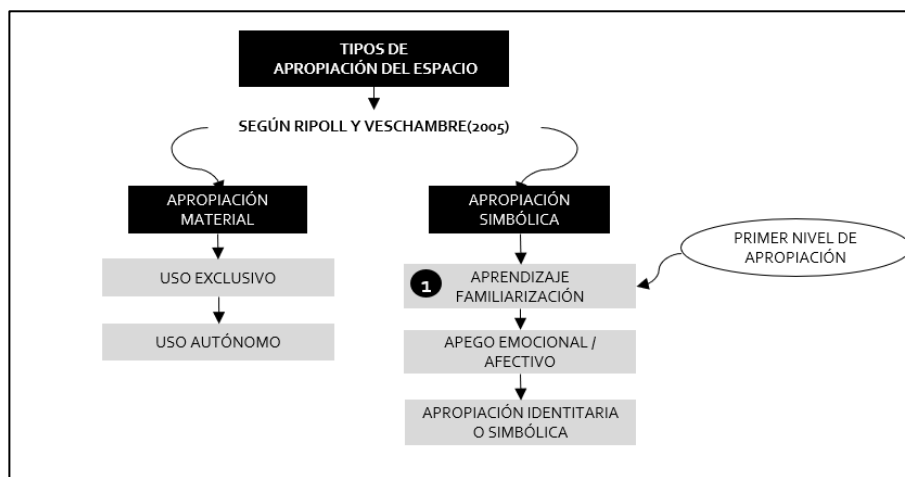 TIPOS DE
APROPIACIÓN DEL ESPACIO
SEGÚN RIPOLL Y VESCHAMBRE(2005)
APROPIACIÓN
MATERIAL
USO EXCLUSIVO
USO AUTÓNOMO
APROPIACIÓN
SIMBÓLICA
1
APRENDIZAJE
FAMILIARIZACIÓN
APEGO EMOCIONAL /
AFECTIVO
APROPIACIÓN IDENTITARIA
O SIMBÓLICA
PRIMER NIVEL DE
APROPIACIÓN